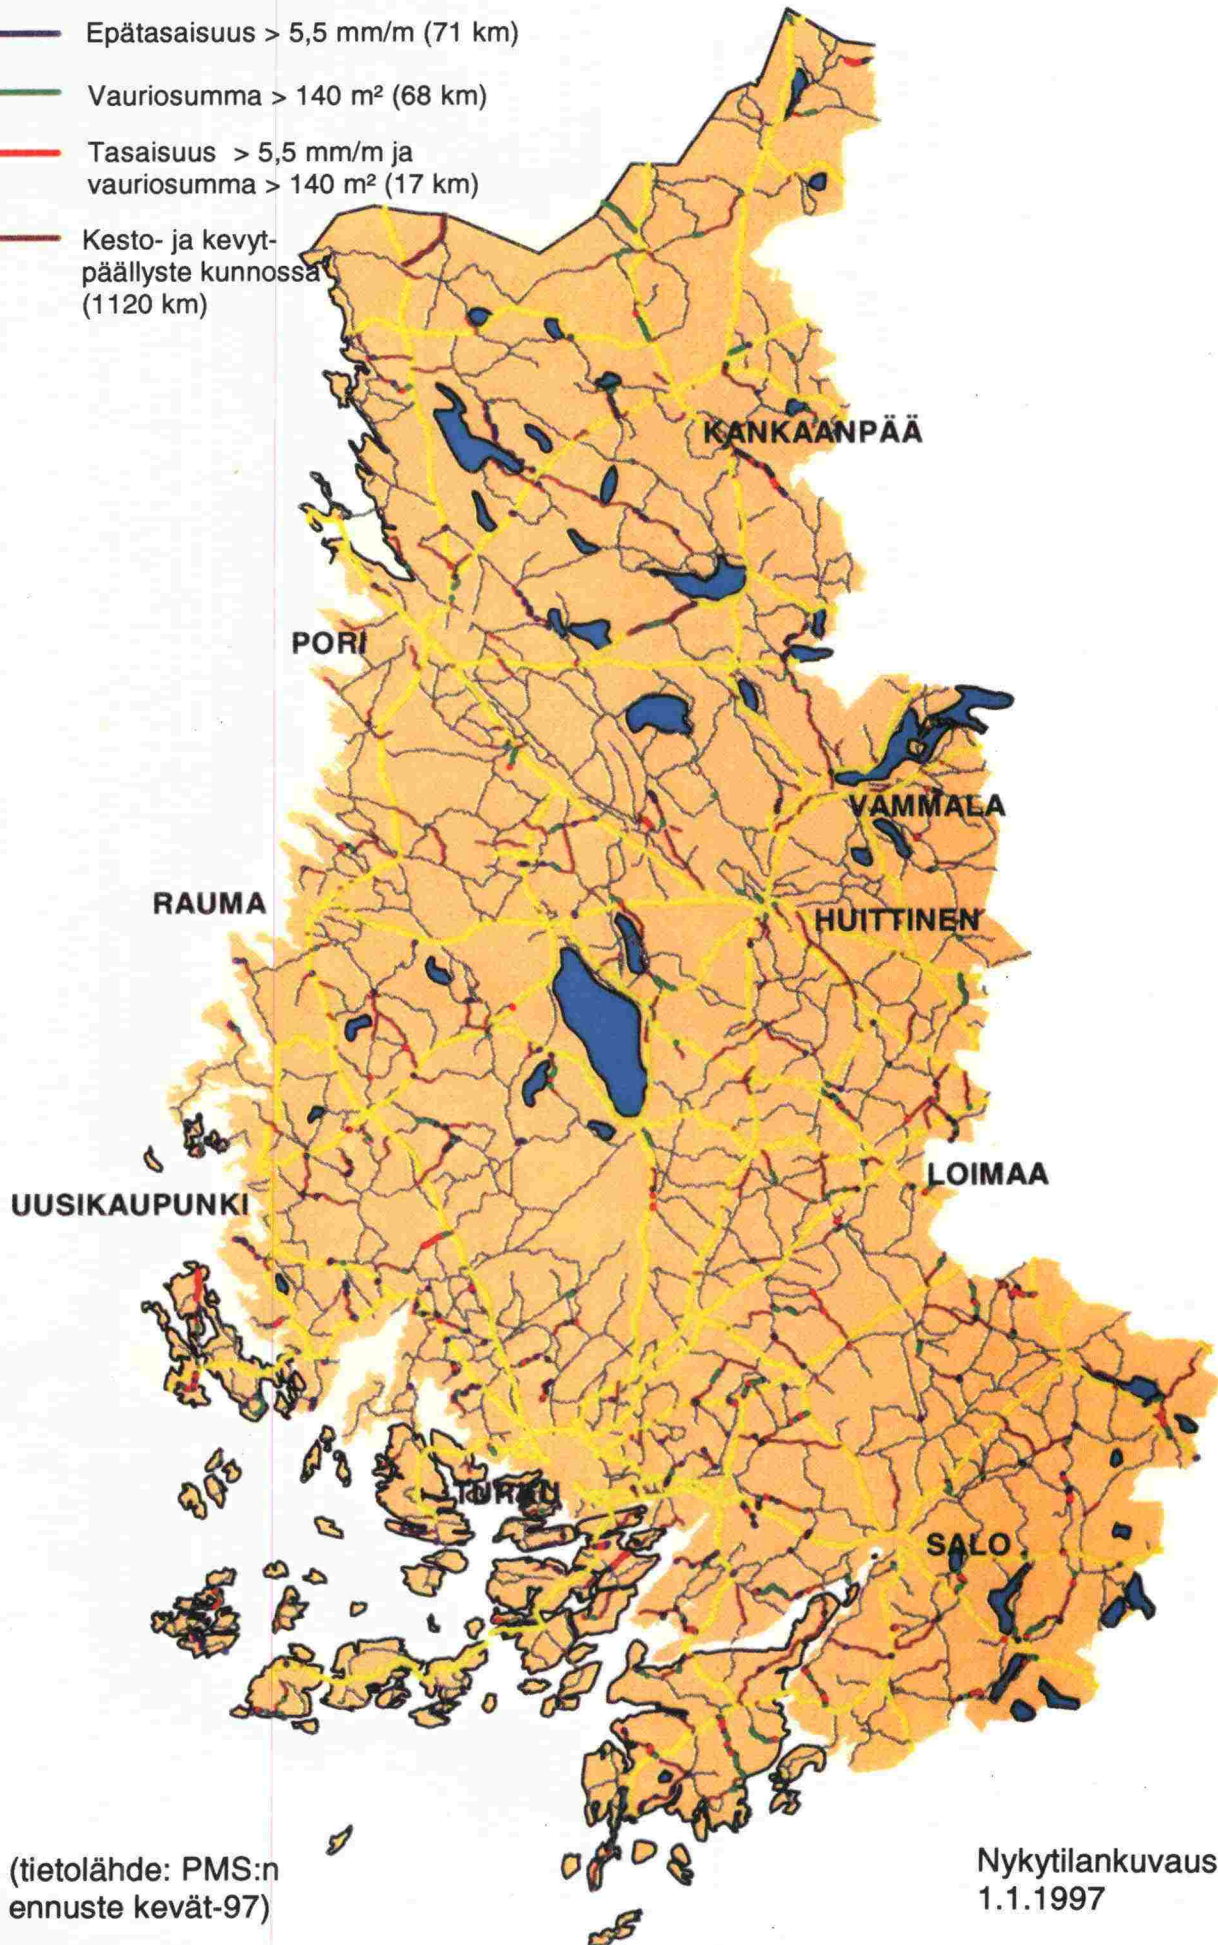 Epätasaisuus > 5,5 mm/m (71 km)
Vauriosumma > 140 m² (68 km)
Tasaisuus > 5,5 mm/m ja
vauriosumma > 140 m² (17 km)
Kesto- ja kevyt-
päällyste kunnossa
(1120 km)
KANKAANPÄÄ
PORI
VAMMALA
RAUMA
HUITTINEN
LOIMAA
UUSIKAUPUNKI
TURKU
SALO
(tietolähde: PMS:n
ennuste kevät-97)
Nykytilankuvaus
1.1.1997